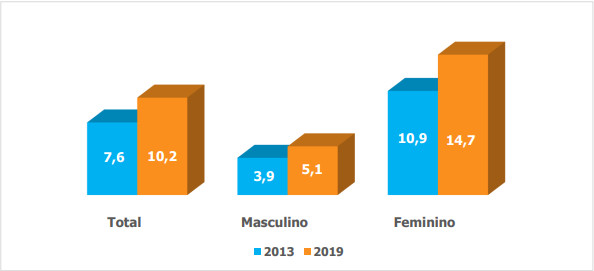 7,6 10,2 3,9 5,1 10,9 14,7
Total Masculino Feminino
2013 2019